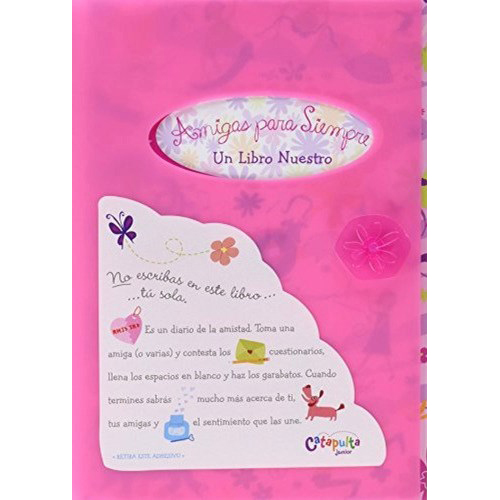 Amigas para Siempre
Un Libro Nuestro
No escribas en este libro...
...tú sola.
AMISTAD
Es un diario de la amistad. Toma una
amiga (o varias) y contesta los cuestionarios,
llena los espacios en blanco y haz los garabatos. Cuando
termines sabrás mucho más acerca de ti,
tus amigas y el sentimiento que las une.
• RETIRA ESTE ADHESIVO •
Catapulta
junior